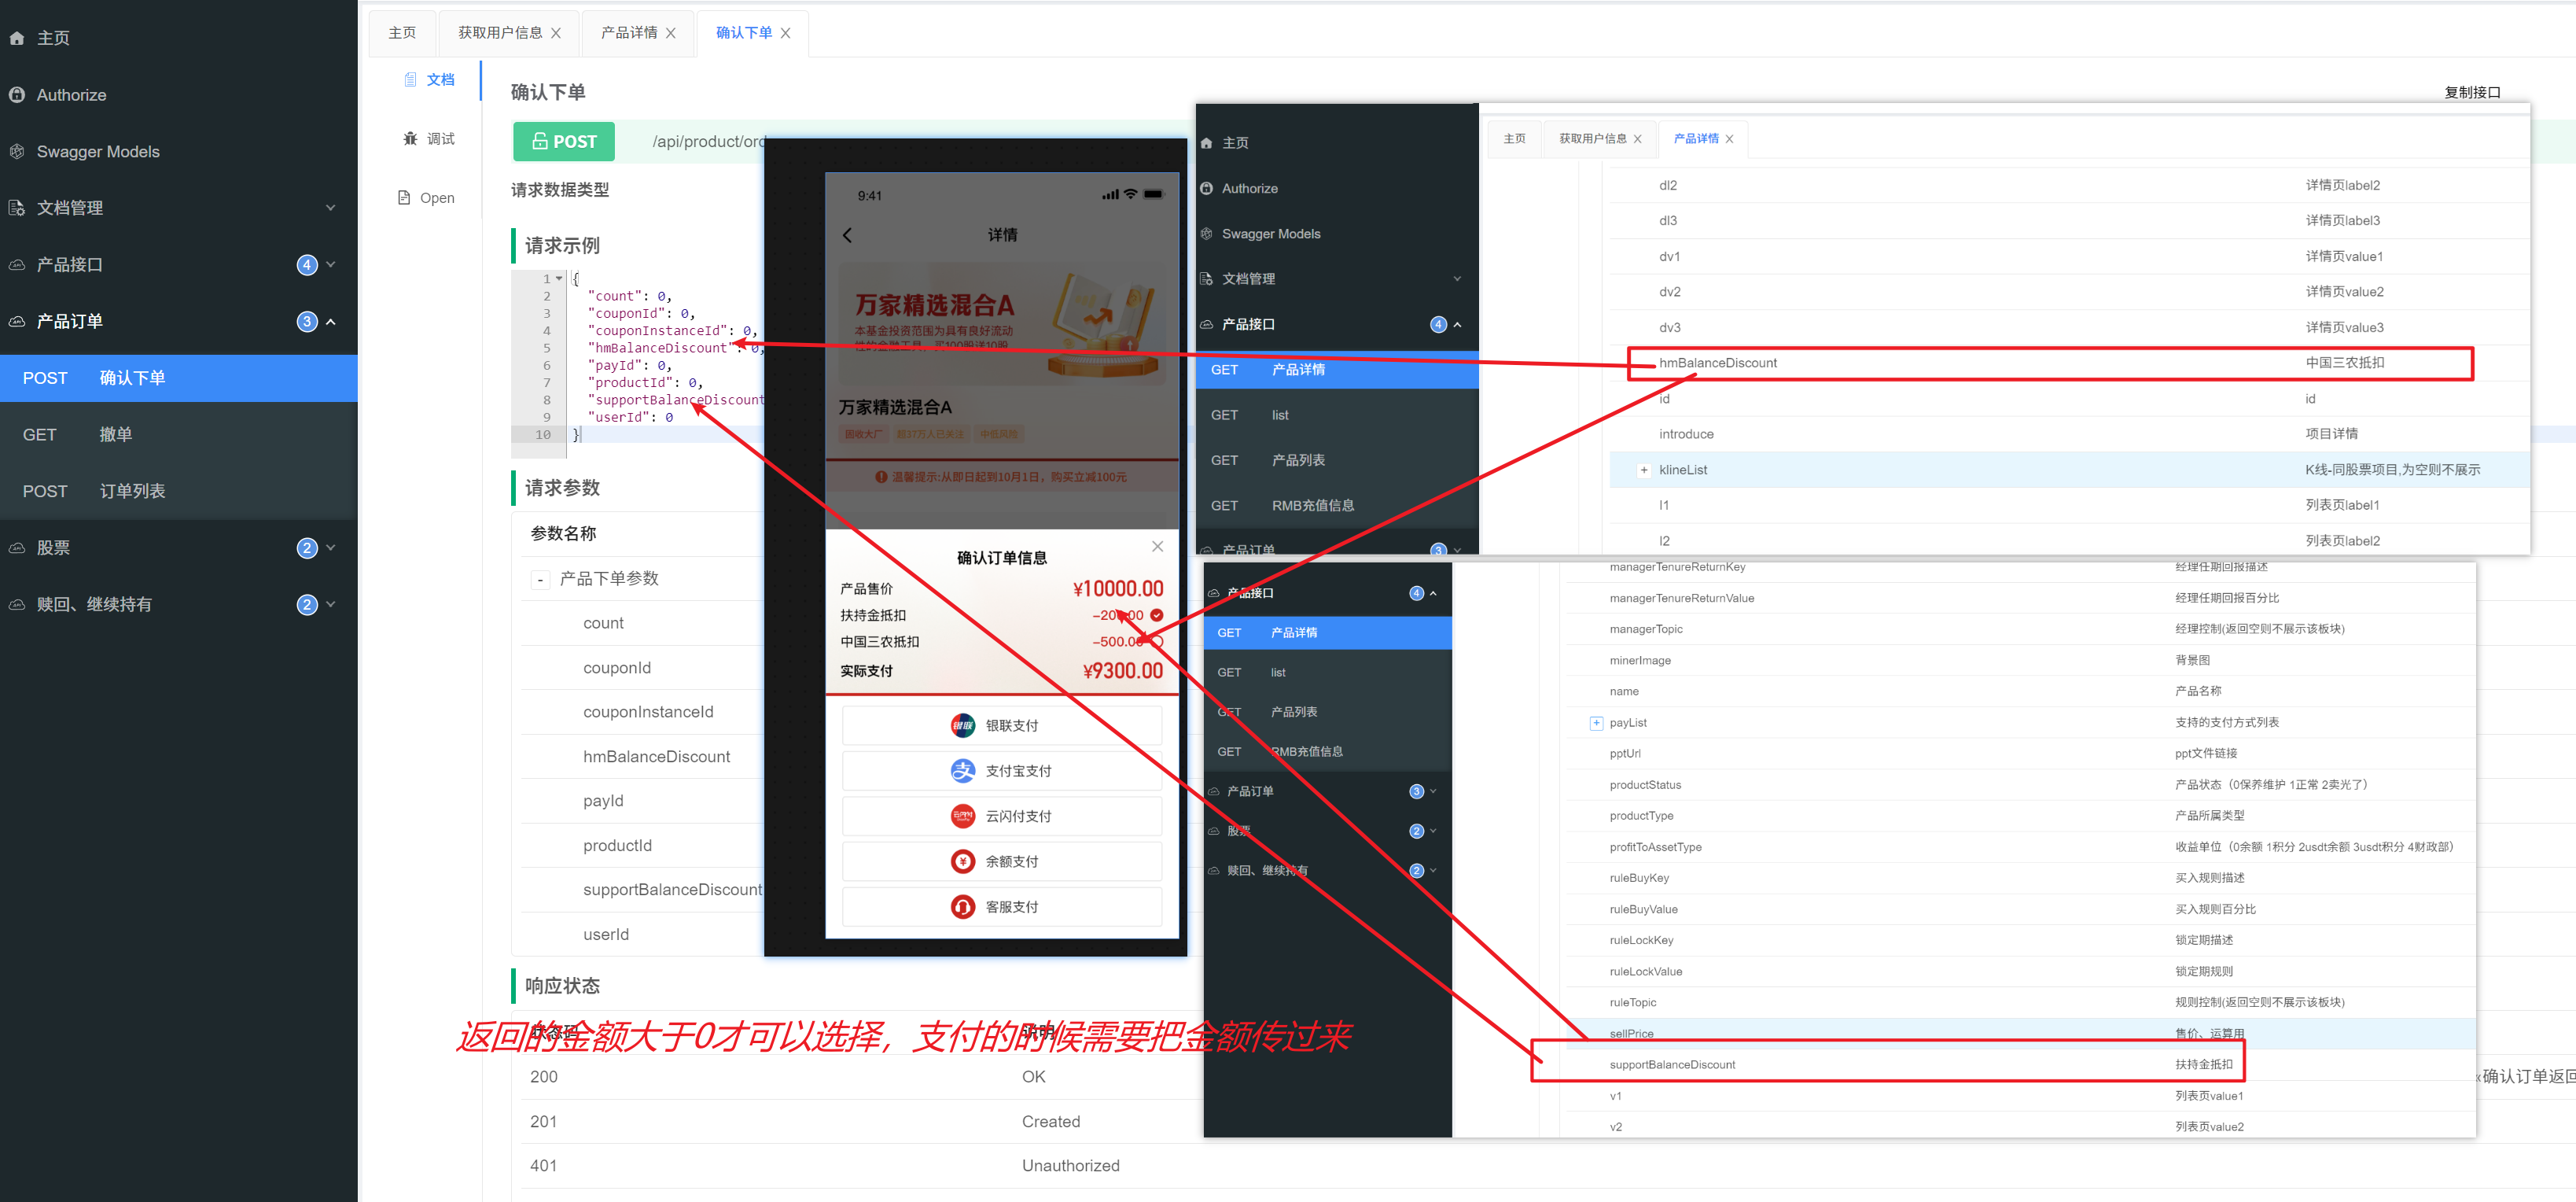 主页
Authorize
Swagger Models
文档管理
产品接口 4
产品订单 3
POST 确认下单
GET 撤单
POST 订单列表
股票 2
赎回、继续持有 2
主页 获取用户信息 产品详情 确认下单
文档
调试
Open
确认下单
复制接口
POST /api/product/ord
请求数据类型
请求示例
1 {
2 "count": 0,
3 "couponId": 0,
4 "couponInstanceId": 0,
5 "hmBalanceDiscount": 0,
6 "payId": 0,
7 "productId": 0,
8 "supportBalanceDiscount
9 "userId": 0
10 }
请求参数
参数名称
- 产品下单参数
count
couponId
couponInstanceId
hmBalanceDiscount
payId
productId
supportBalanceDiscount
userId
响应状态
状态码 说明
返回的金额大于0才可以选择，支付的时候需要把金额传过来
200 OK
确认订单返回
201 Created
401 Unauthorized
9:41
详情
万家精选混合A
本基金投资范围为具有良好流动
性的金融工具，买100股送10股
万家精选混合A
国收大厂 超37万人已关注 中低风险
温馨提示:从即日起到10月1日，购买立减100元
确认订单信息
产品售价 ¥10000.00
扶持金抵扣 -200.00
中国三农抵扣 -500.00
实际支付 ¥9300.00
银联支付
支付宝支付
云闪付支付
余额支付
客服支付
主页
Authorize
Swagger Models
文档管理
产品接口 4
GET 产品详情
GET list
GET 产品列表
GET RMB充值信息
产品订单 3
主页 获取用户信息 产品详情
dl2 详情页label2
dl3 详情页label3
dv1 详情页value1
dv2 详情页value2
dv3 详情页value3
hmBalanceDiscount 中国三农抵扣
id id
introduce 项目详情
+ klineList K线-同股票项目,为空则不展示
l1 列表页label1
l2 列表页label2
产品接口 4
GET 产品详情
GET list
GET 产品列表
GET RMB充值信息
产品订单 3
股票 2
赎回、继续持有 2
managerTenureReturnKey 经理任期回报描述
managerTenureReturnValue 经理任期回报百分比
managerTopic 经理控制(返回空则不展示该板块)
minerImage 背景图
name 产品名称
+ payList 支持的支付方式列表
pptUrl ppt文件链接
productStatus 产品状态（0保养维护 1正常 2卖光了）
productType 产品所属类型
profitToAssetType 收益单位（0余额 1积分 2usdt余额 3usdt积分 4财政部）
ruleBuyKey 买入规则描述
ruleBuyValue 买入规则百分比
ruleLockKey 锁定期描述
ruleLockValue 锁定期规则
ruleTopic 规则控制(返回空则不展示该板块)
sellPrice 售价、运算用
supportBalanceDiscount 扶持金抵扣
v1 列表页value1
v2 列表页value2